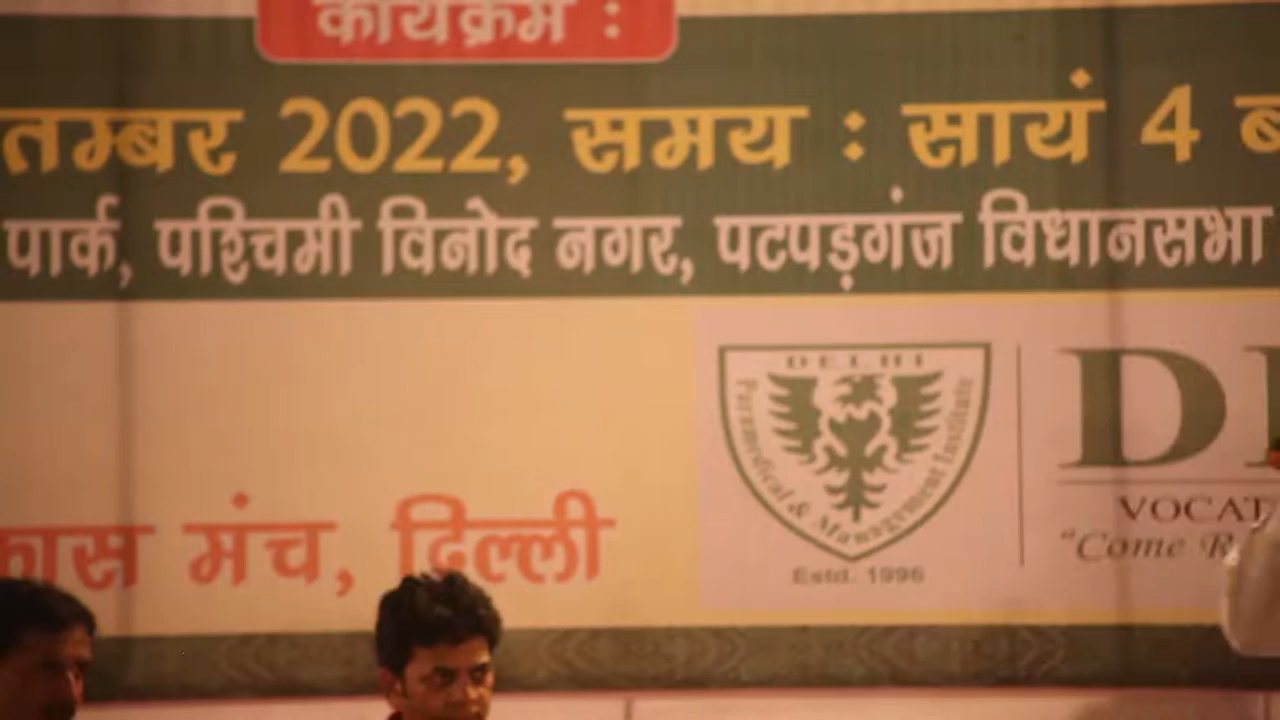 कार्यक्रम :
तम्बर 2022, समय : सायं 4 ब
पार्क, पश्चिमी विनोद नगर, पटपड़गंज विधानसभा
DELHI
Paramedical & Management Institute
Estd. 1996
D
VOCAT
"Come R
ास मंच, दिल्ली